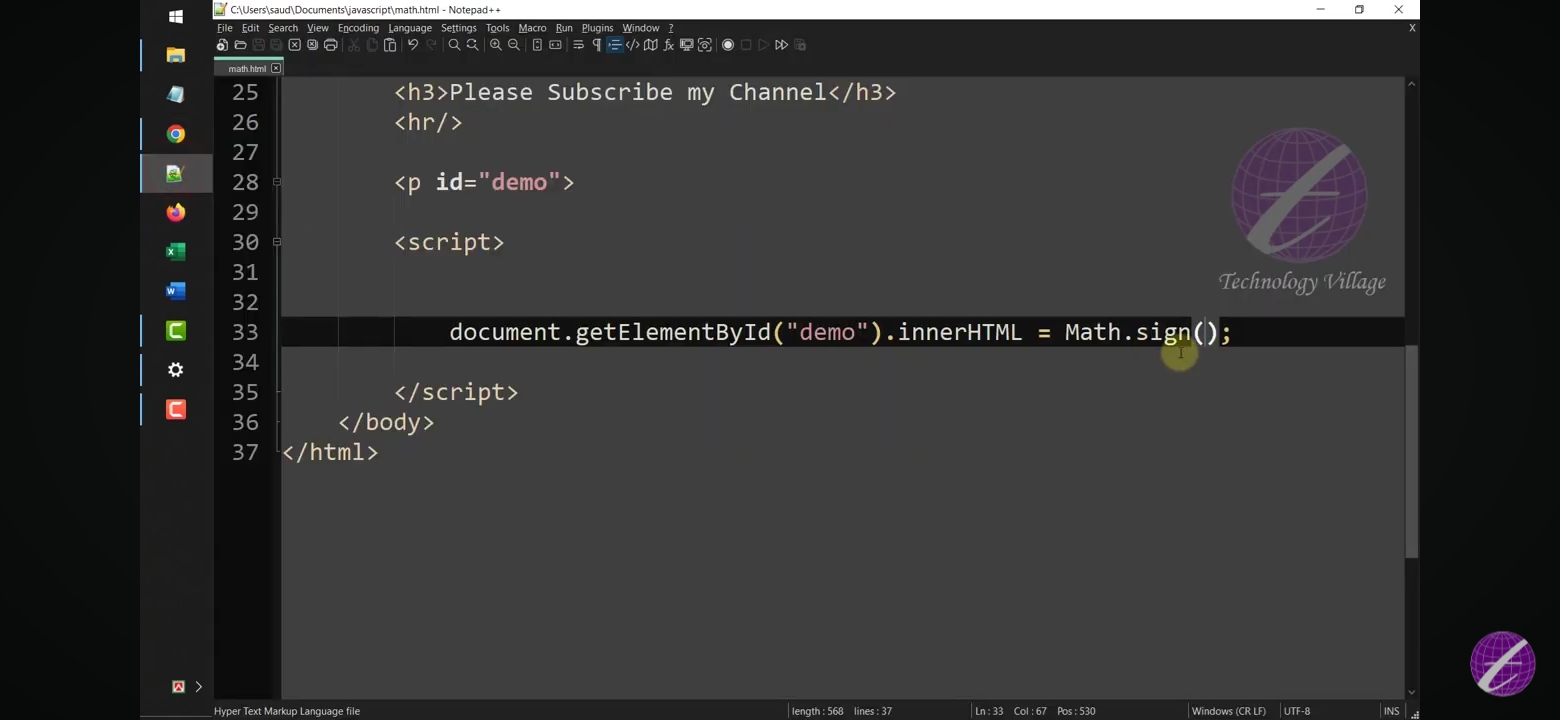 C:\Users\saud\Documents\javascript\math.html - Notepad++
File Edit Search View Encoding Language Settings Tools Macro Run Plugins Window ? X
math.html
25 <h3>Please Subscribe my Channel</h3>
26 <hr/>
27
28 <p id="demo">
29
30 <script>
31
32
33 document.getElementById("demo").innerHTML = Math.sign();
34
35 </script>
36 </body>
37 </html>
Technology Village
Hyper Text Markup Language file length : 568 lines : 37 Ln : 33 Col : 67 Pos : 530 Windows (CR LF) UTF-8 INS